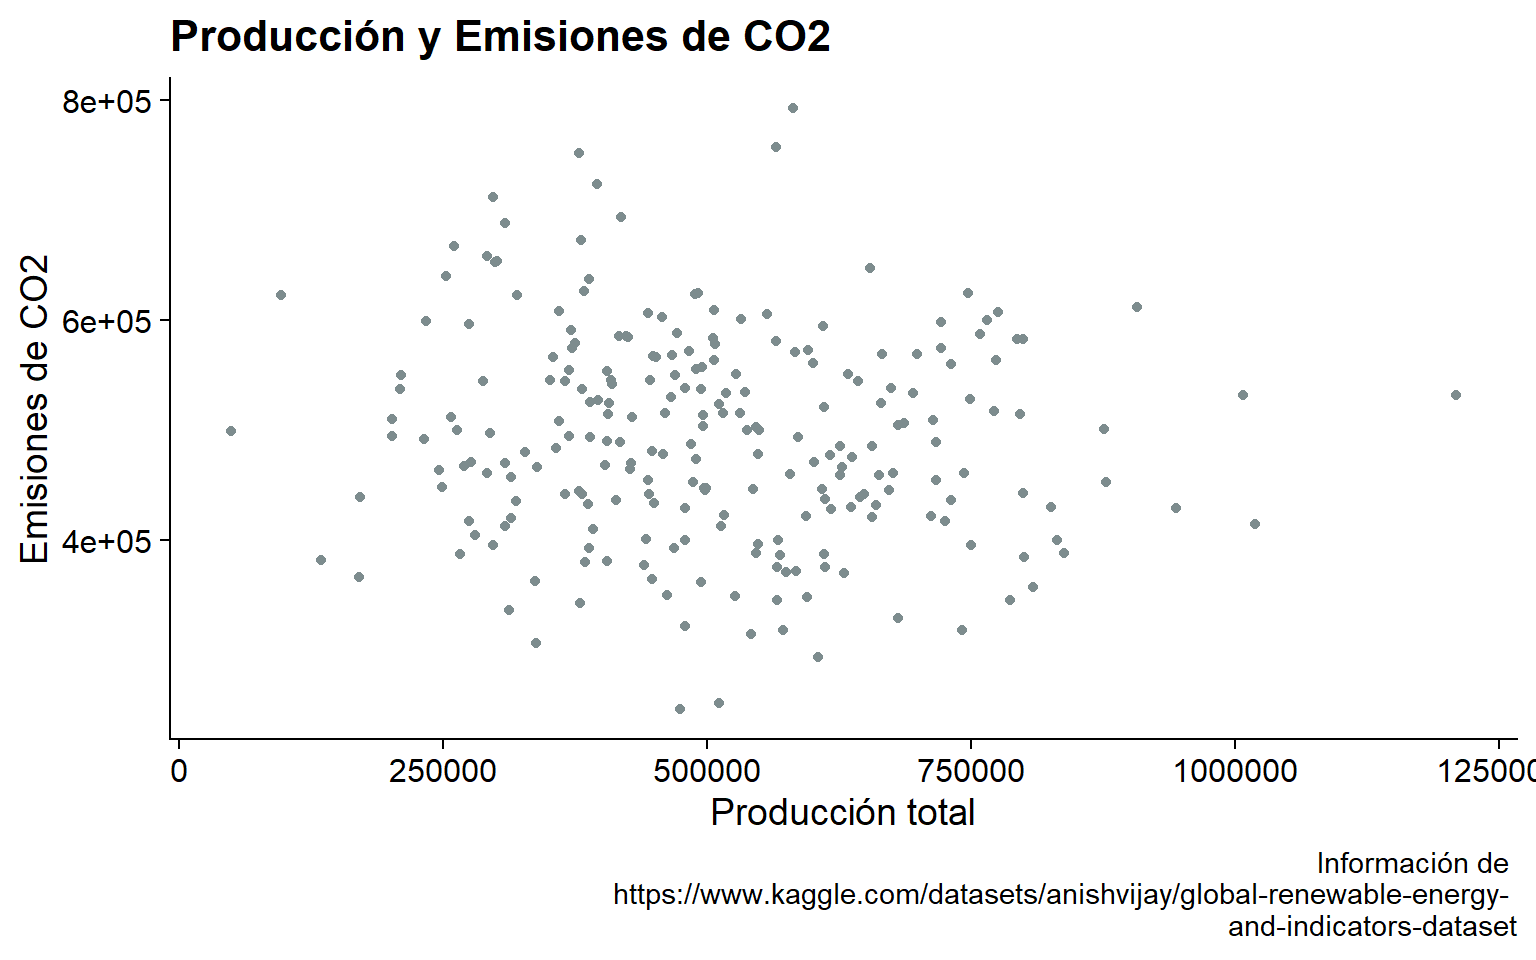 Producción y Emisiones de CO2
8e+05
6e+05
4e+05
Emisiones de CO2
0 250000 500000 750000 1000000 125000
Producción total
Información de
https://www.kaggle.com/datasets/anishvijay/global-renewable-energy-
and-indicators-dataset